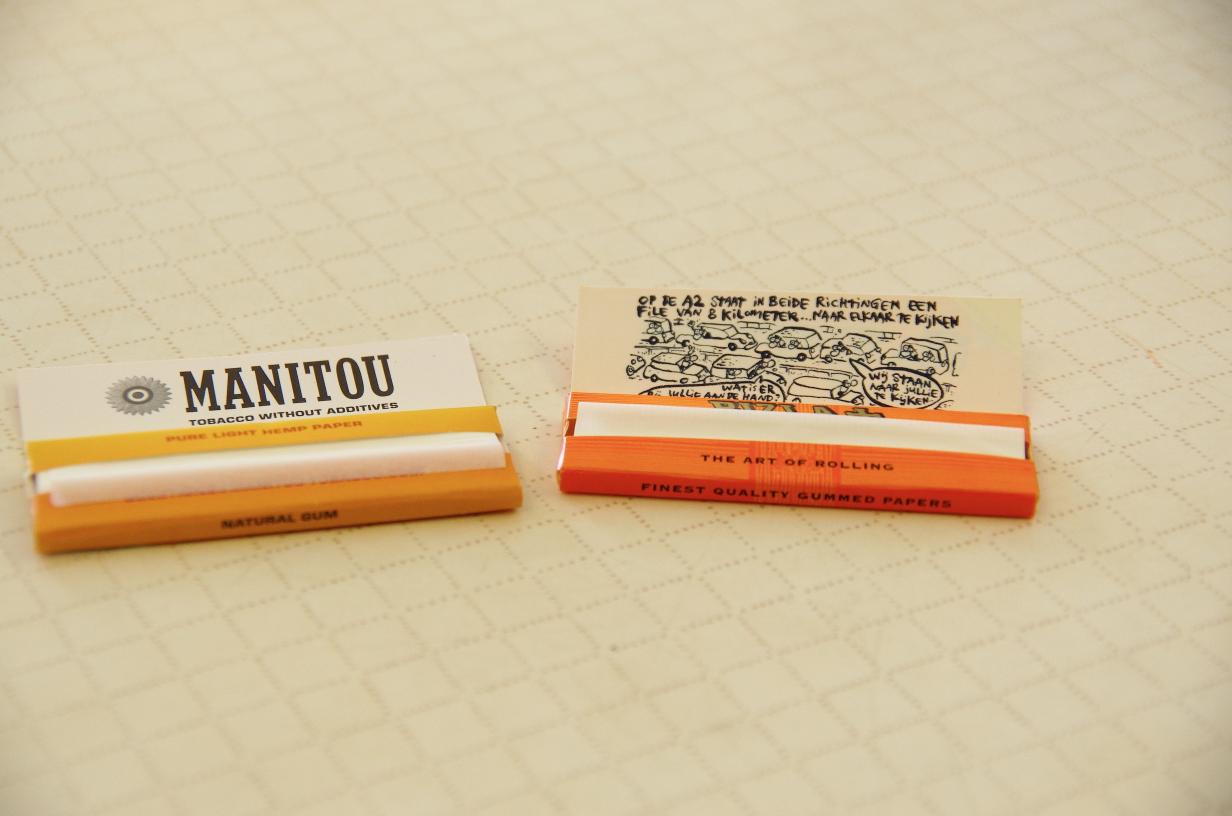 MANITOU
TOBACCO WITHOUT ADDITIVES
PURE LIGHT HEMP PAPER
NATURAL GUM
OP DE A2 STAAT IN BEIDE RICHTINGEN EEN
FILE VAN 8 KILOMETER...NAAR ELKAAR TE KIJKEN
WIJ STAAN
NAAR JULLIE
TE KIJKEN
WAT IS ER
JULLIE AAN DE HAND?
RIZLA+
THE ART OF ROLLING
FINEST QUALITY GUMMED PAPERS